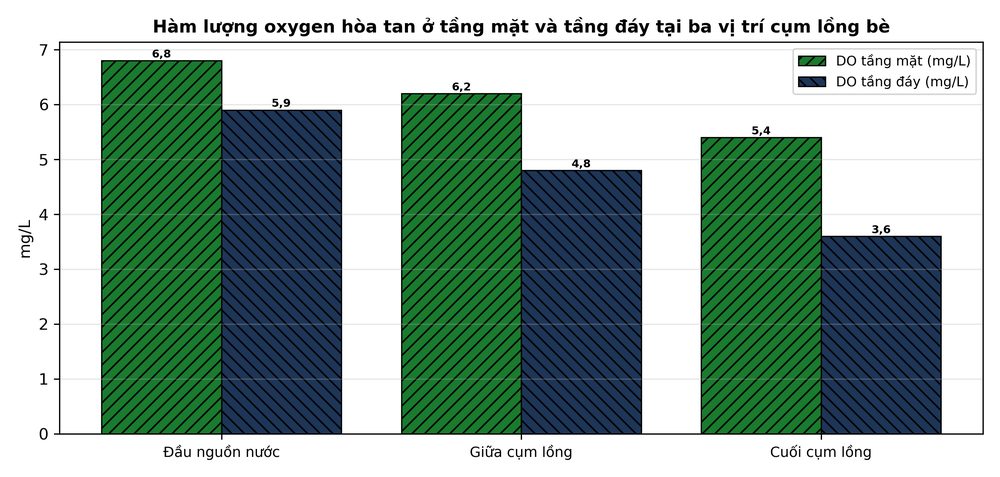 Hàm lượng oxygen hòa tan ở tầng mặt và tầng đáy tại ba vị trí cụm lồng bè
DO tầng mặt (mg/L)
DO tầng đáy (mg/L)
mg/L
7
6
5
4
3
2
1
0
6,8
5,9
6,2
4,8
5,4
3,6
Đầu nguồn nước
Giữa cụm lồng
Cuối cụm lồng